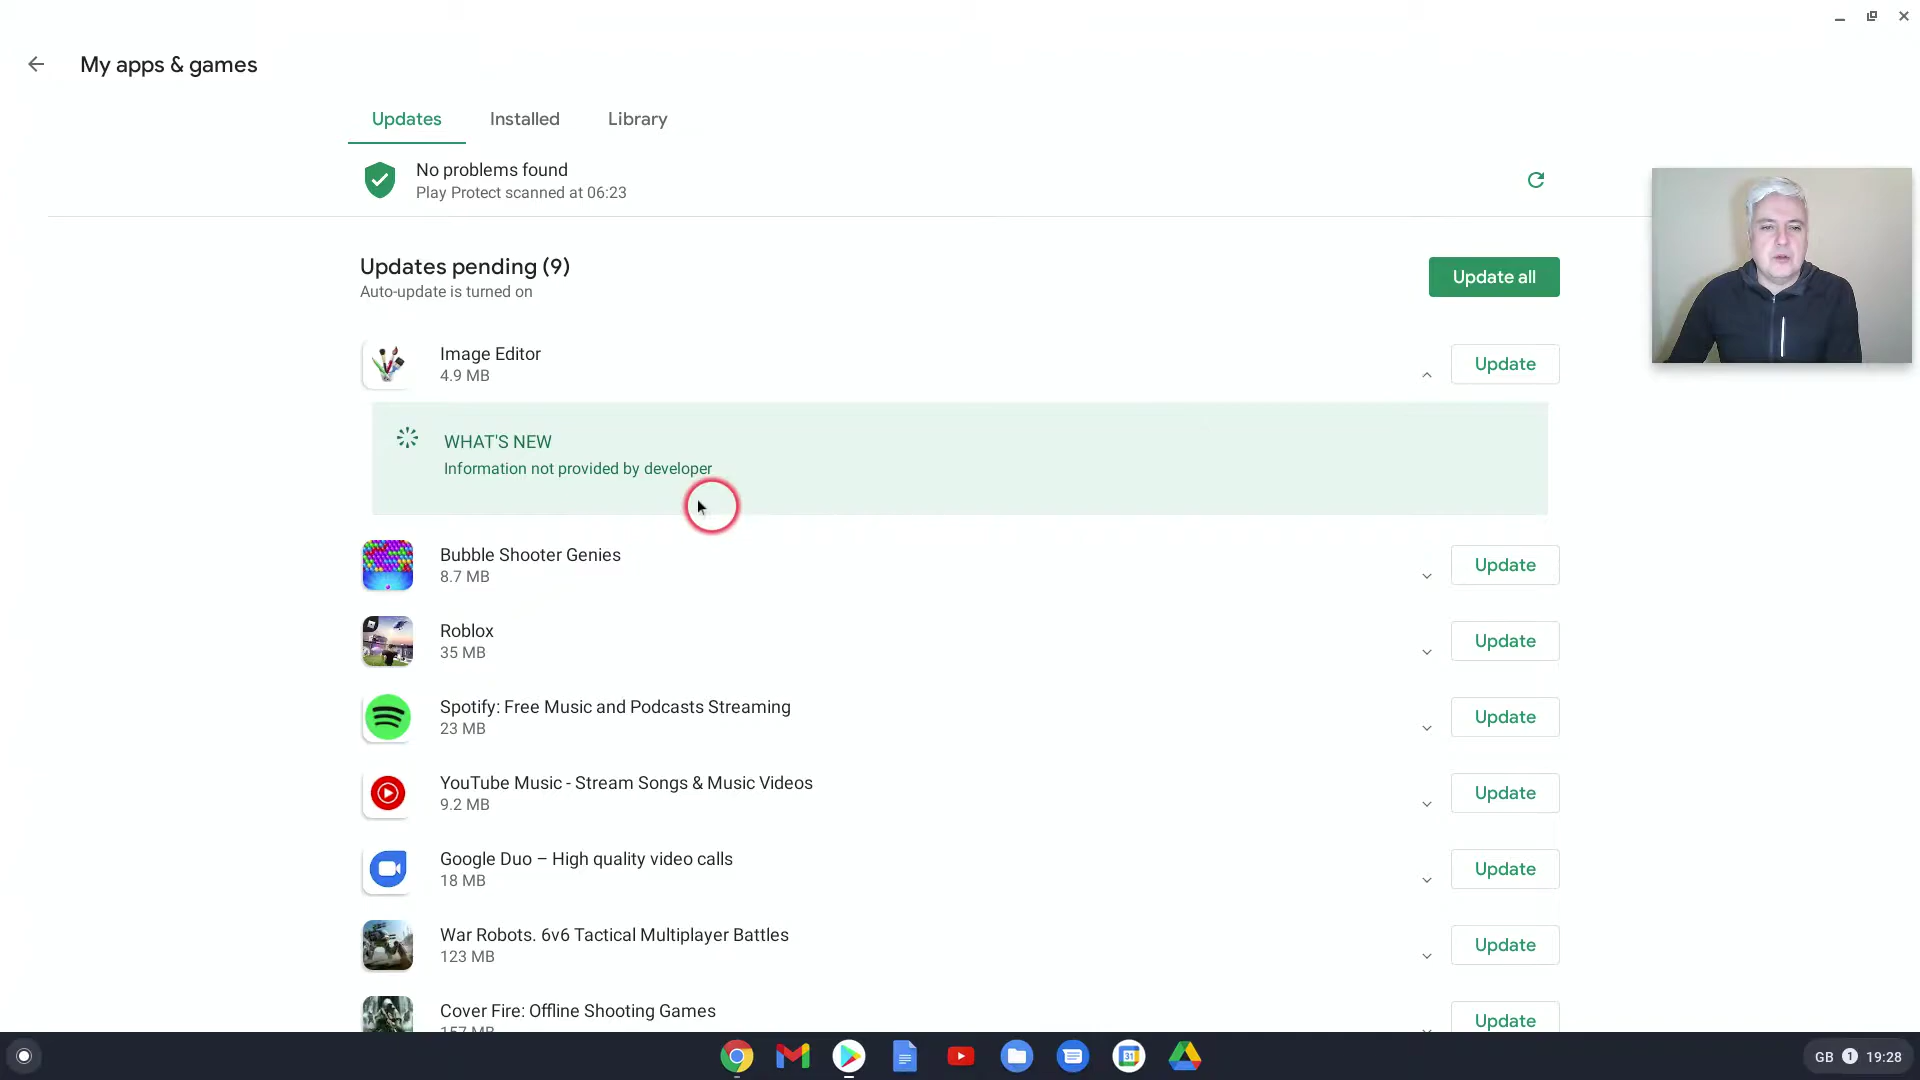 My apps & games
Updates
Installed
Library
No problems found
Play Protect scanned at 06:23
Updates pending (9)
Auto-update is turned on
Update all
Image Editor
4.9 MB
Update
WHAT'S NEW
Information not provided by developer
Bubble Shooter Genies
8.7 MB
Update
Roblox
35 MB
Update
Spotify: Free Music and Podcasts Streaming
23 MB
Update
YouTube Music - Stream Songs & Music Videos
9.2 MB
Update
Google Duo – High quality video calls
18 MB
Update
War Robots. 6v6 Tactical Multiplayer Battles
123 MB
Update
Cover Fire: Offline Shooting Games
157 MB
Update
31
GB 1 19:28